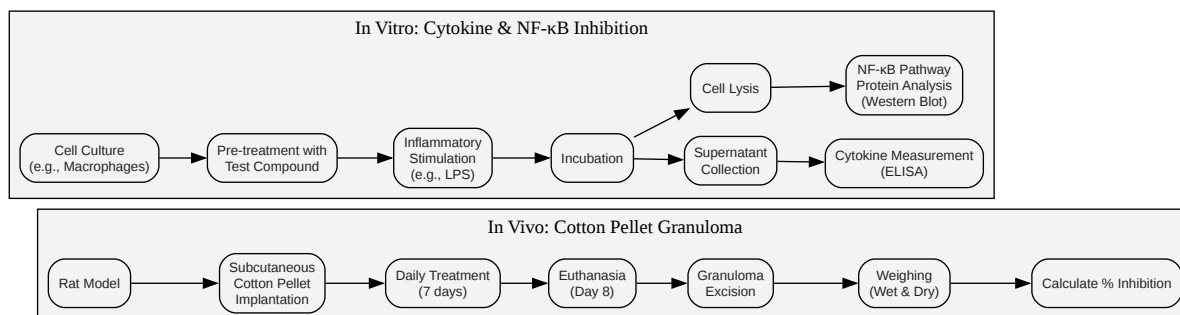 In Vitro: Cytokine & NF-κB Inhibition
Cell Culture
(e.g., Macrophages)
Pre-treatment with
Test Compound
Inflammatory
Stimulation
(e.g., LPS)
Incubation
Cell Lysis
NF-κB Pathway
Protein Analysis
(Western Blot)
Supernatant
Collection
Cytokine Measurement
(ELISA)
In Vivo: Cotton Pellet Granuloma
Rat Model
Subcutaneous
Cotton Pellet
Implantation
Daily Treatment
(7 days)
Euthanasia
(Day 8)
Granuloma
Excision
Weighing
(Wet & Dry)
Calculate % Inhibition